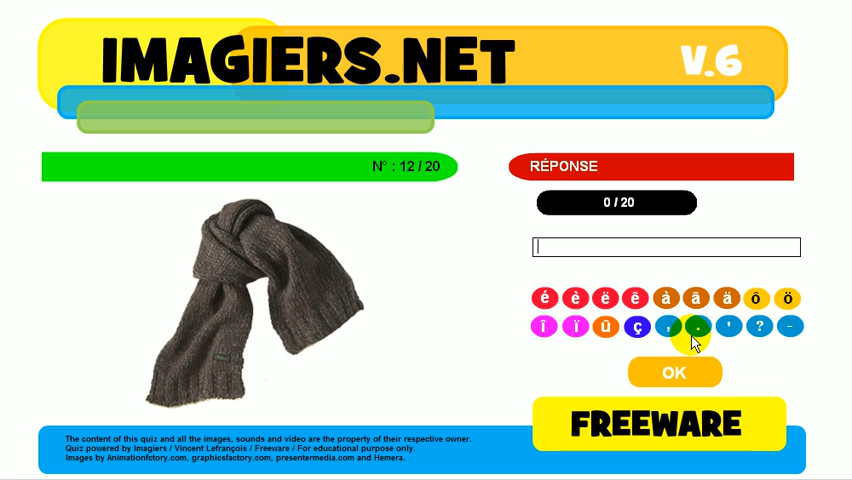 IMAGIERS.NET
V.6
N° : 12 / 20
RÉPONSE
0 / 20
é è ë ê à â ä ô ö
î ï û ç , . ' ? -
OK
FREEWARE
The content of this quiz and all the images, sounds and video are the property of their respective owner.
Quiz powered by Imagiers / Vincent Lefrançois / Freeware / For educational purpose only.
Images by Animationfctory.com, graphicsfactory.com, presentermedia.com and Hemera.